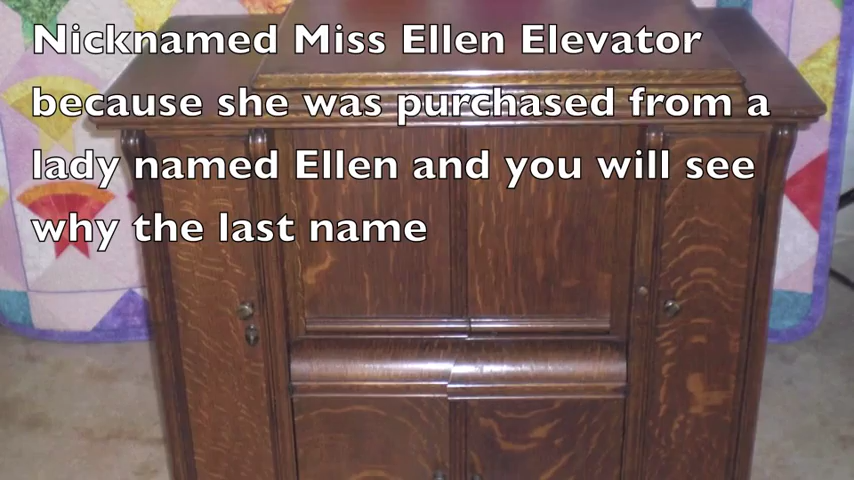 Nicknamed Miss Ellen Elevator
because she was purchased from a
lady named Ellen and you will see
why the last name